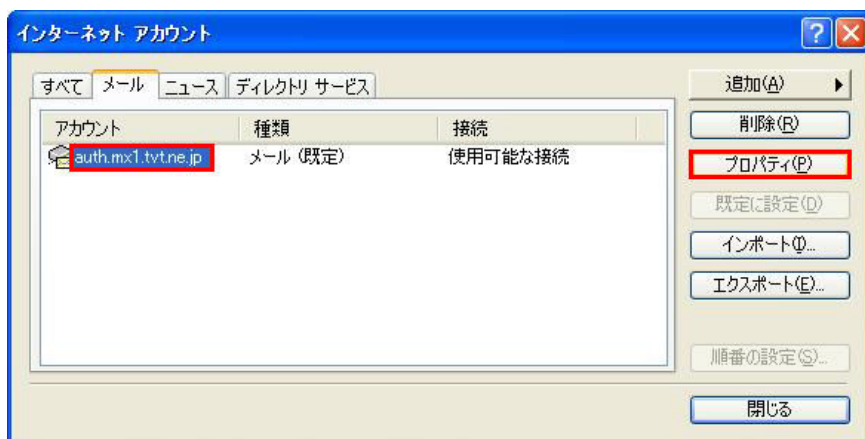 インターネット アカウント
すべて メール ニュース ディレクトリ サービス
アカウント 種類 接続
auth.mx1.tvt.ne.jp メール (既定) 使用可能な接続
追加(A)
削除(R)
プロパティ(P)
既定に設定(D)
インポート(I)...
エクスポート(E)...
順番の設定(S)...
閉じる